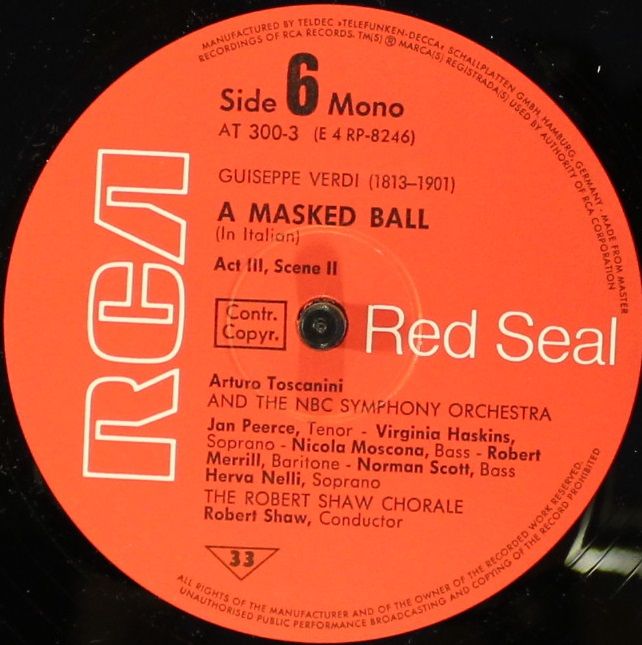 MANUFACTURED BY TELDEC »TELEFUNKEN-DECCA« SCHALLPLATTEN GMBH, HAMBURG, GERMANY · MADE FROM MASTER
RECORDINGS OF RCA RECORDS. TM(S) ® MARCA(S) REGISTRADA(S) USED BY AUTHORITY OF RCA CORPORATION
Side 6 Mono
AT 300-3 (E 4 RP-8246)
GUISEPPE VERDI (1813–1901)
A MASKED BALL
(In Italian)
Act III, Scene II
Contr.
Copyr.
RCA
Red Seal
Arturo Toscanini
AND THE NBC SYMPHONY ORCHESTRA
Jan Peerce, Tenor - Virginia Haskins,
Soprano - Nicola Moscona, Bass - Robert
Merrill, Baritone - Norman Scott, Bass
Herva Nelli, Soprano
THE ROBERT SHAW CHORALE
Robert Shaw, Conductor
33
ALL RIGHTS OF THE MANUFACTURER AND OF THE OWNER OF THE RECORDED WORK RESERVED.
UNAUTHORISED PUBLIC PERFORMANCE BROADCASTING AND COPYING OF THE RECORD PROHIBITED